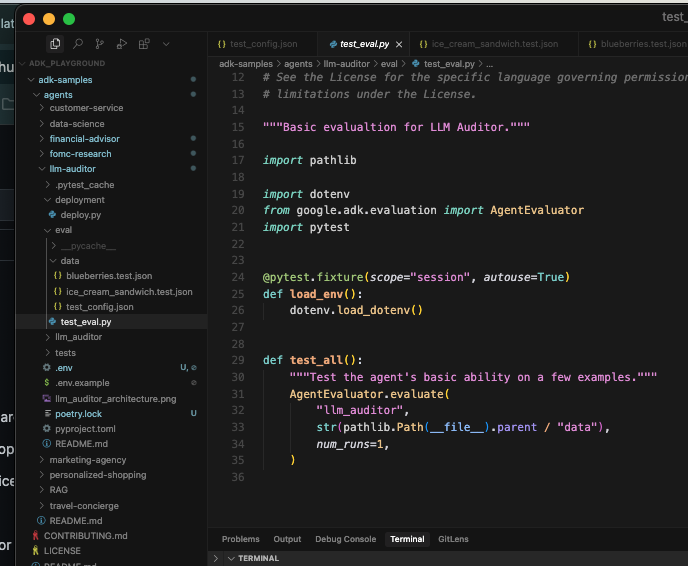 test_
lat
hu
ar
op
ice
or
test_config.json
test_eval.py
ice_cream_sandwich.test.json
blueberries.test.json
ADK_PLAYGROUND
adk-samples
agents
customer-service
data-science
financial-advisor
fomc-research
llm-auditor
.pytest_cache
deployment
deploy.py
eval
__pycache__
data
blueberries.test.json
ice_cream_sandwich.test.json
test_config.json
test_eval.py
llm_auditor
tests
.env U,
$ .env.example
llm_auditor_architecture.png
poetry.lock U
pyproject.toml
README.md
marketing-agency
personalized-shopping
RAG
travel-concierge
README.md
CONTRIBUTING.md
LICENSE
README.md
adk-samples > agents > llm-auditor > eval > test_eval.py > ...
12 # See the License for the specific language governing permission
13 # limitations under the License.
14
15 """Basic evalualtion for LLM Auditor."""
16
17 import pathlib
18
19 import dotenv
20 from google.adk.evaluation import AgentEvaluator
21 import pytest
22
23
24 @pytest.fixture(scope="session", autouse=True)
25 def load_env():
26 dotenv.load_dotenv()
27
28
29 def test_all():
30 """Test the agent's basic ability on a few examples."""
31 AgentEvaluator.evaluate(
32 "llm_auditor",
33 str(pathlib.Path(__file__).parent / "data"),
34 num_runs=1,
35 )
36
Problems Output Debug Console Terminal GitLens
TERMINAL